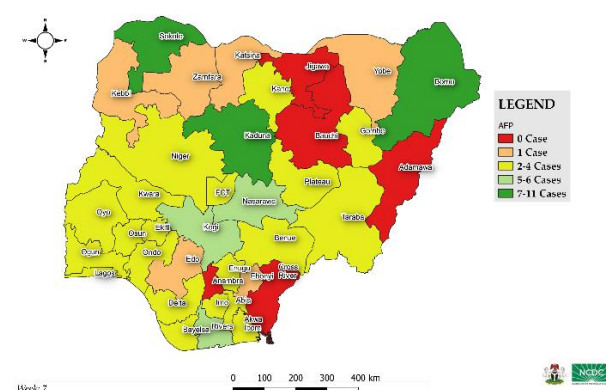 N
W
E
S
Sokoto
Katsina
Jigawa
Yobe
Borno
Zamfara
Kebbi
Kano
Gombe
Kaduna
Bauchi
Adamawa
Niger
Plateau
FCT
Nasarawa
Kwara
Taraba
Oyo
Kogi
Ekiti
Osun
Benue
Ogun
Ondo
Edo
Lagos
Enugu
Ebonyi
Cross
River
Anambra
Delta
Imo
Abia
Akwa
Ibom
Bayelsa
Rivers
LEGEND
AFP
0 Case
1 Case
2-4 Cases
5-6 Cases
7-11 Cases
Week: 7
0 100 200 300 400 km
NCDC